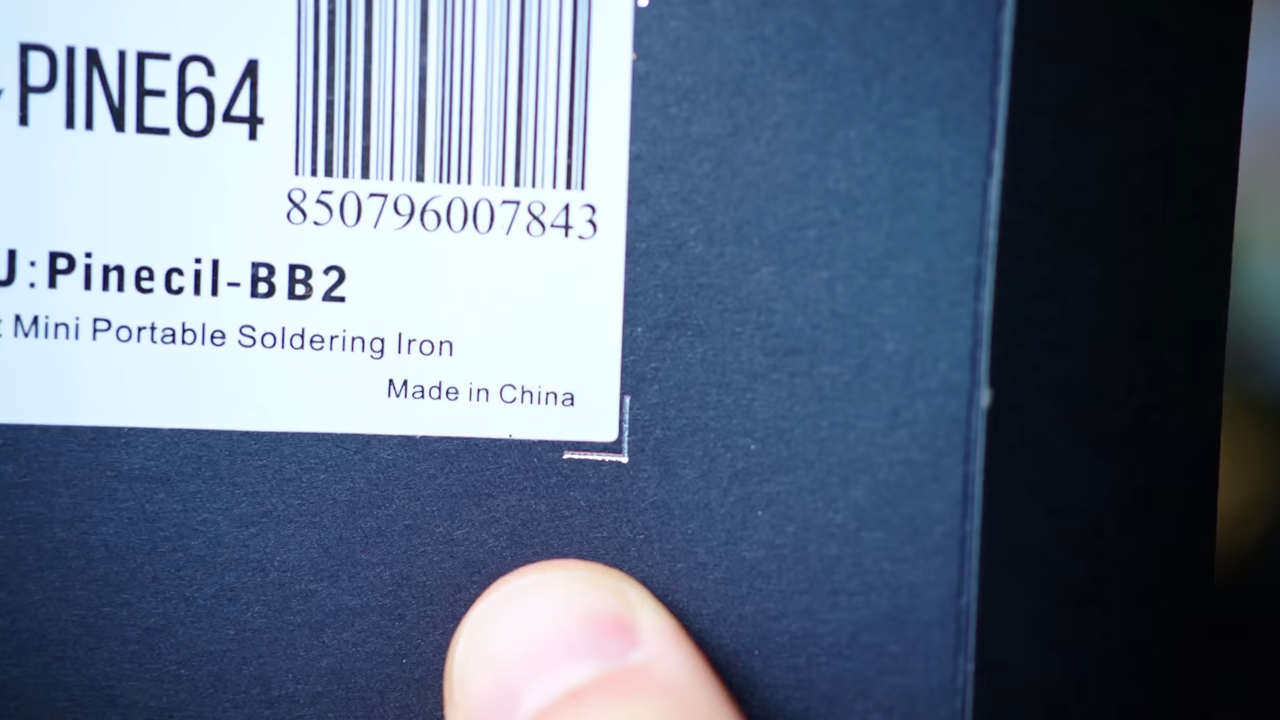 PINE64
850796007843
U:Pinecil-BB2
: Mini Portable Soldering Iron
Made in China